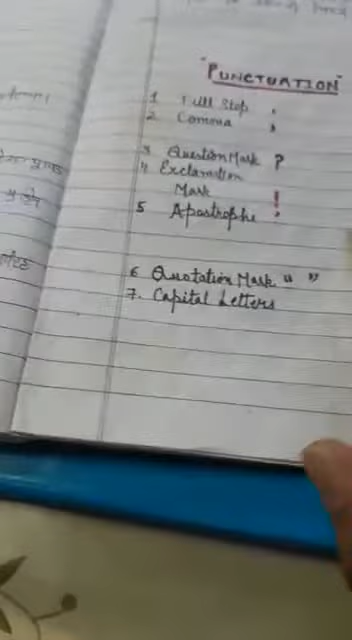 "PUNCTUATION"
1 Full Stop .
2 Comma ,
3 Question Mark ?
4 Exclamation
Mark !
5 Apostrophe '
6 Quotation Mark " "
7. Capital Letters